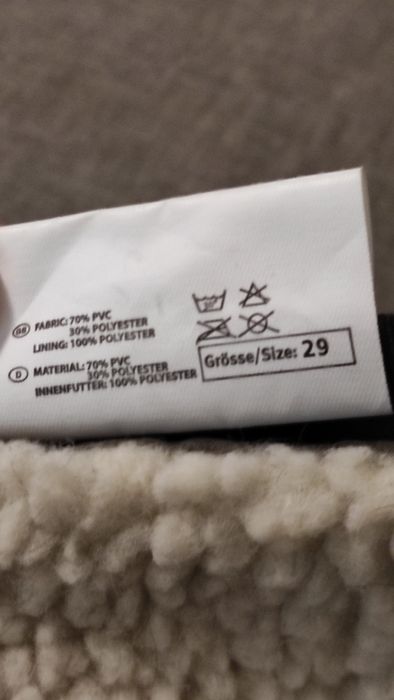 GB FABRIC: 70% PVC
30% POLYESTER
LINING: 100% POLYESTER
D MATERIAL: 70% PVC
30% POLYESTER
INNENFUTTER: 100% POLYESTER
Grösse/Size: 29